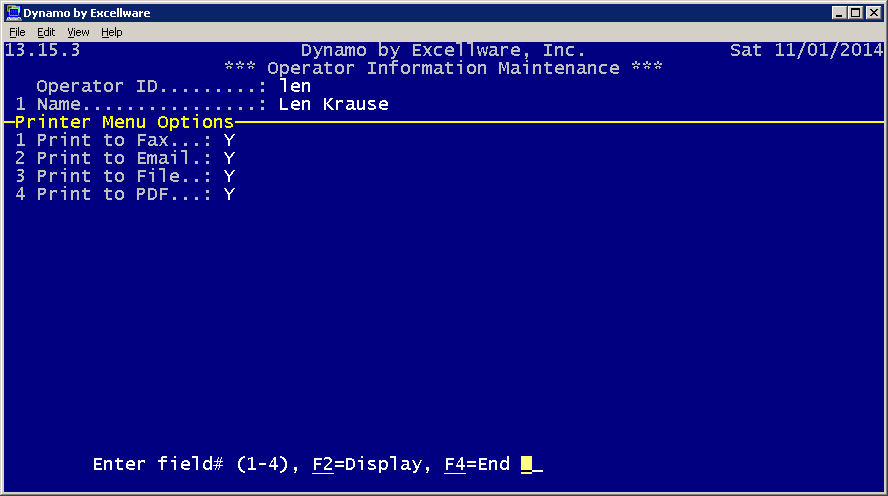 Dynamo by Excellware
File Edit View Help
13.15.3 Dynamo by Excellware, Inc. Sat 11/01/2014
*** Operator Information Maintenance ***
Operator ID.........: len
1 Name................: Len Krause
Printer Menu Options
1 Print to Fax...: Y
2 Print to Email.: Y
3 Print to File..: Y
4 Print to PDF...: Y
Enter field# (1-4), F2=Display, F4=End